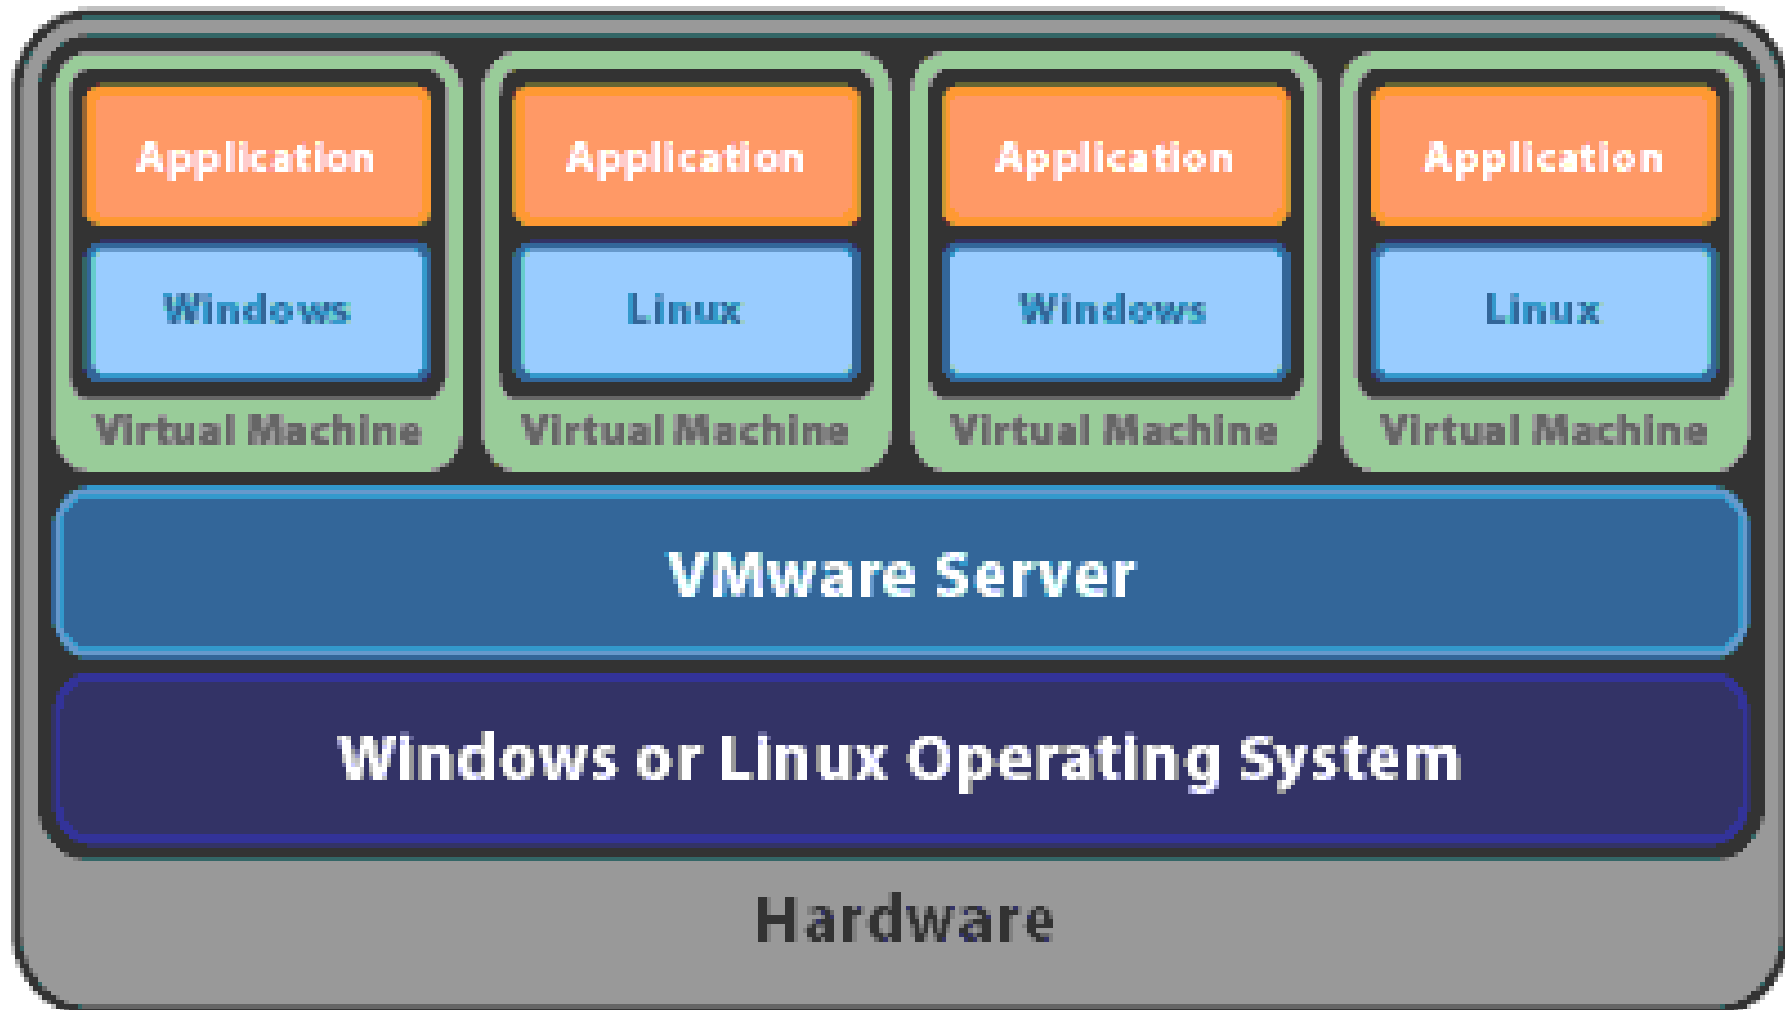 Application Application Application Application
Windows Linux Windows Linux
Virtual Machine Virtual Machine Virtual Machine Virtual Machine
VMware Server
Windows or Linux Operating System
Hardware